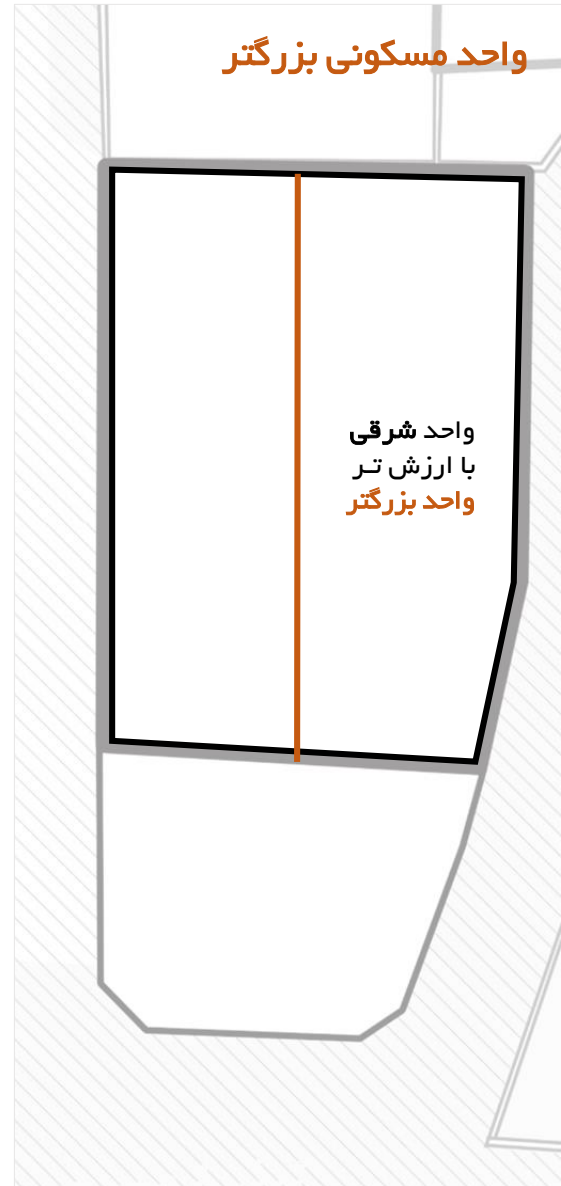 واحد مسکونی بزرگتر
واحد شرقی
با ارزش تـر
واحد بزرگتر